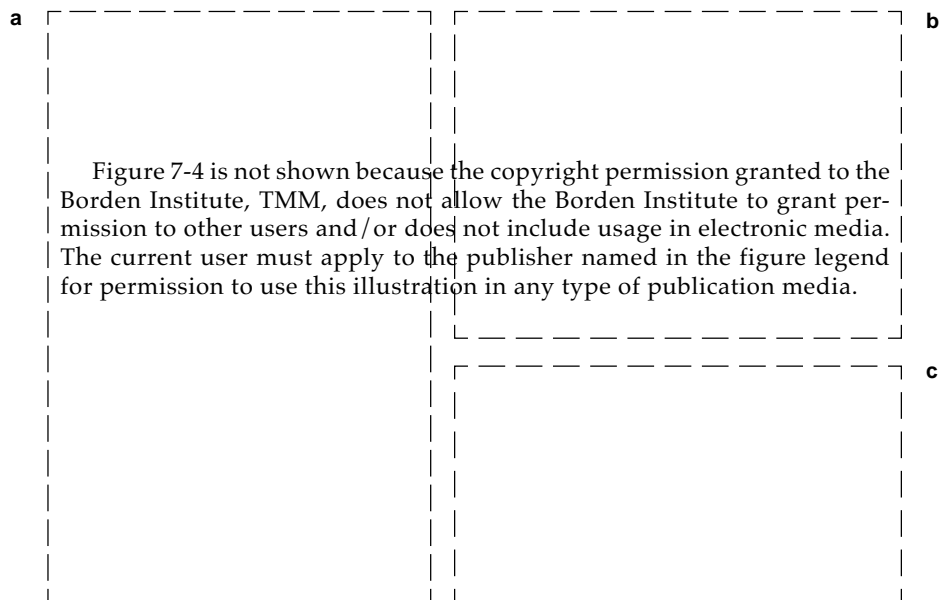 a
b
Figure 7-4 is not shown because the copyright permission granted to the
Borden Institute, TMM, does not allow the Borden Institute to grant per-
mission to other users and/or does not include usage in electronic media.
The current user must apply to the publisher named in the figure legend
for permission to use this illustration in any type of publication media.
c